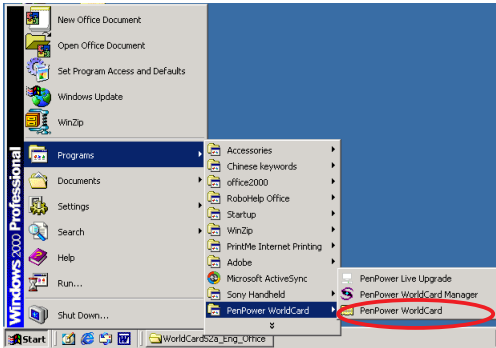 New Office Document
Open Office Document
Set Program Access and Defaults
Windows Update
WinZip
Programs
Documents
Settings
Search
Help
Run...
Shut Down...
Windows 2000 Professional
Accessories
Chinese keywords
office2000
RoboHelp Office
Startup
WinZip
PrintMe Internet Printing
Adobe
Microsoft ActiveSync
Sony Handheld
PenPower WorldCard
PenPower Live Upgrade
PenPower WorldCard Manager
PenPower WorldCard
Start
WorldCard52a_Eng_Office